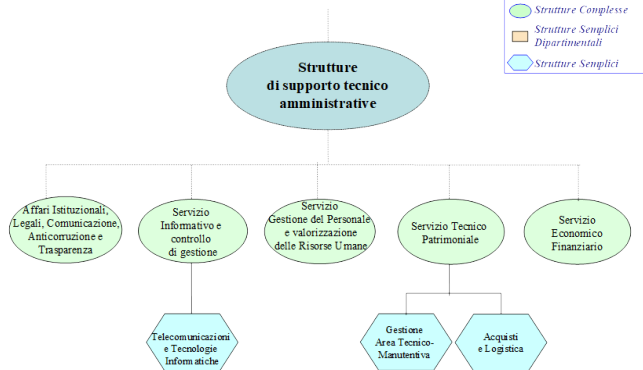 Strutture Complesse
Strutture Semplici
Dipartimentali
Strutture Semplici
Strutture
di supporto tecnico
amministrative
Affari Istituzionali,
Legali, Comunicazione,
Anticorruzione e
Trasparenza
Servizio
Informativo e
controllo
di gestione
Servizio
Gestione del Personale
e valorizzazione
delle Risorse Umane
Servizio Tecnico
Patrimoniale
Servizio
Economico
Finanziario
Telecomunicazioni
e Tecnologie
Informatiche
Gestione
Area Tecnico-
Manutentiva
Acquisti
e Logistica